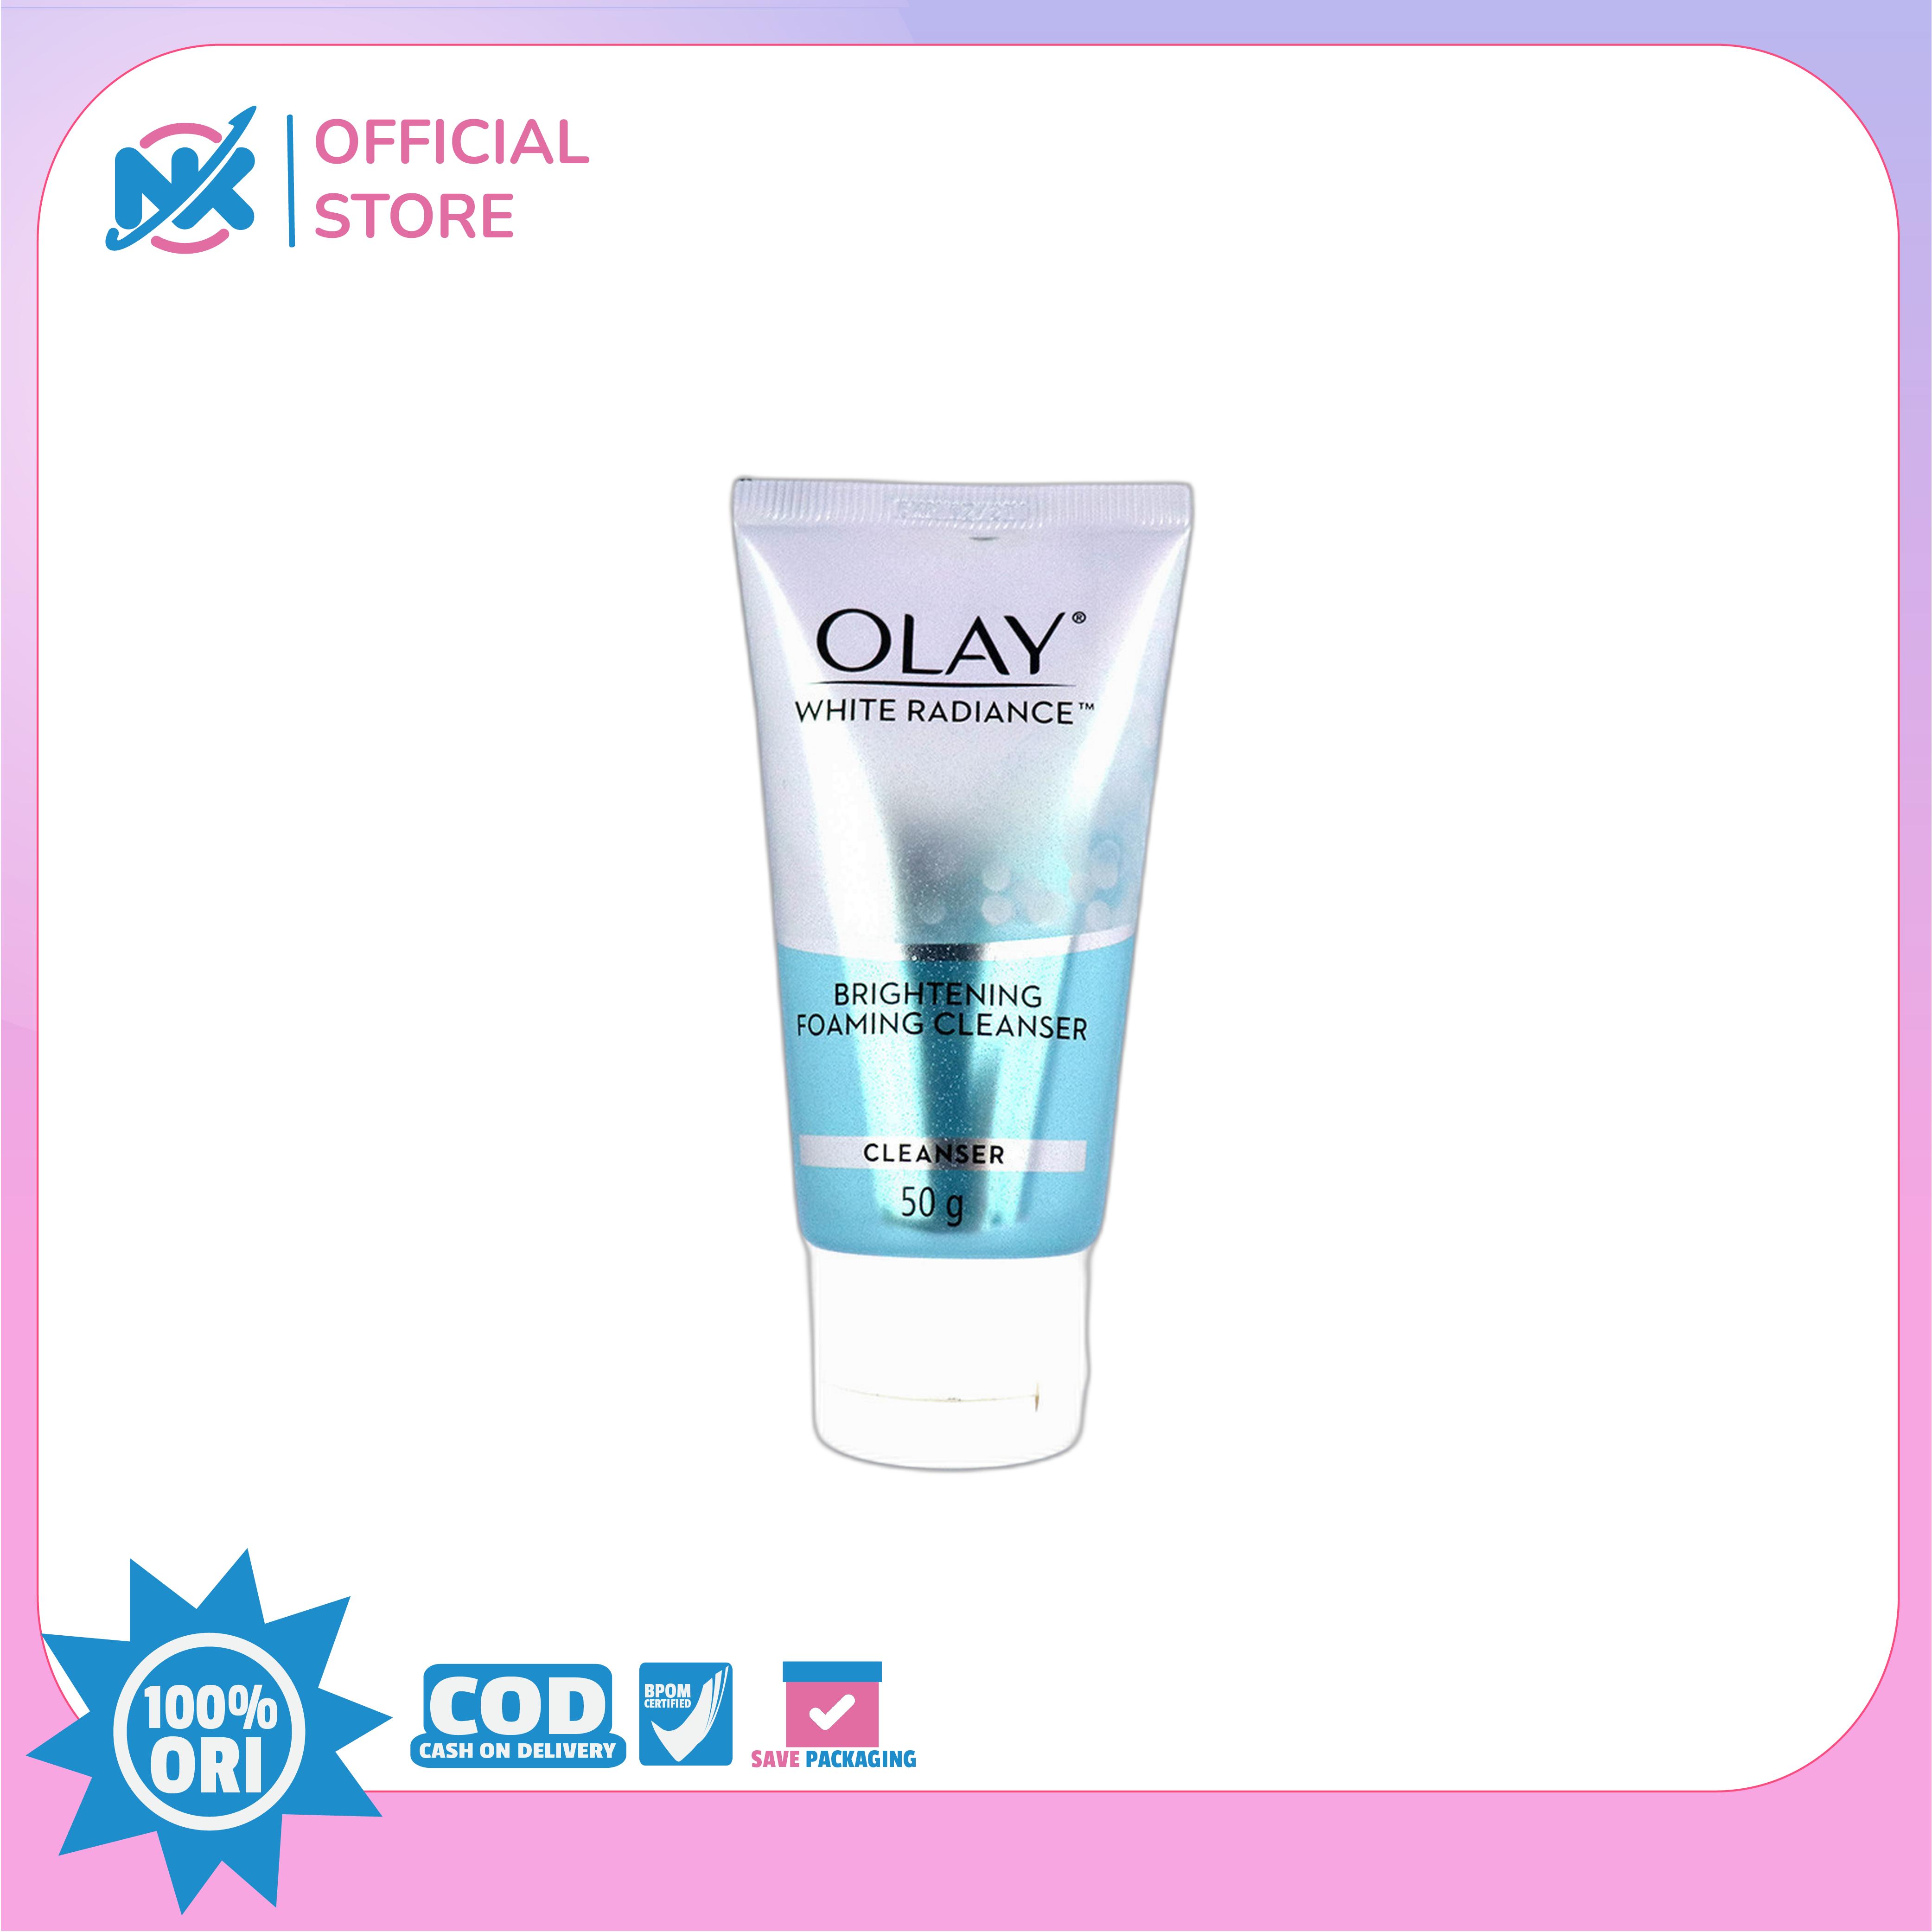 NK
OFFICIAL
STORE
OLAY®
WHITE RADIANCE™
BRIGHTENING
FOAMING CLEANSER
CLEANSER
50 g
100%
ORI
COD
CASH ON DELIVERY
BPOM
CERTIFIED
SAVE PACKAGING